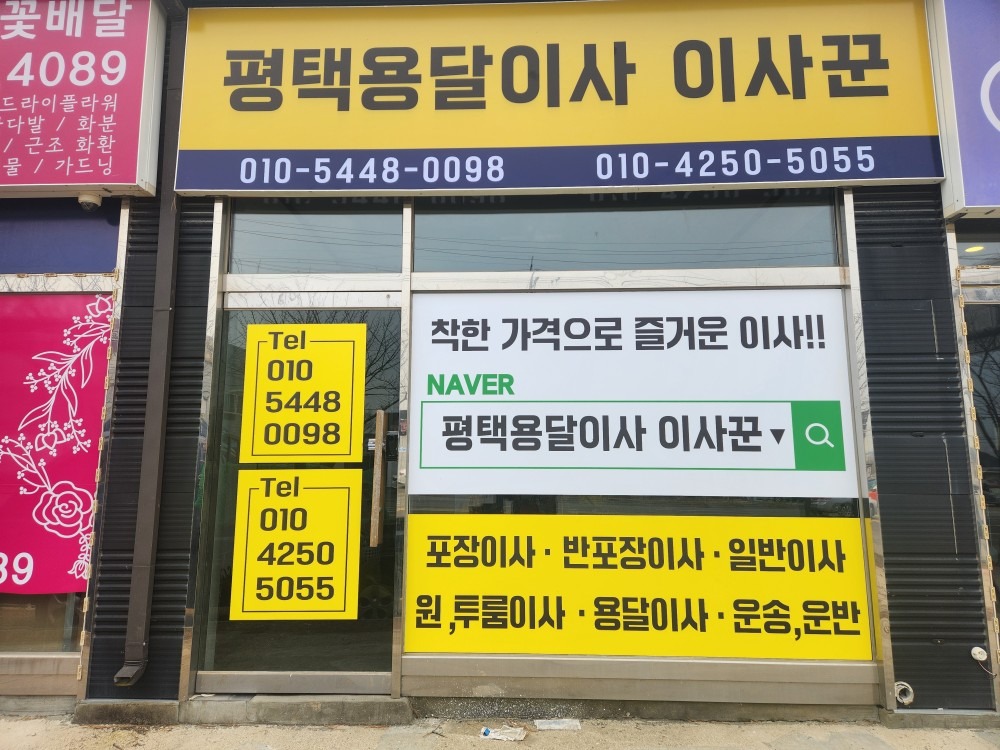 꽃배달
4089
드라이플라워
다발 / 화분
/ 근조 화환
물 / 가드닝
평택용달이사 이사꾼
010-5448-0098 010-4250-5055
Tel
010
5448
0098
Tel
010
4250
5055
착한 가격으로 즐거운 이사!!
NAVER
평택용달이사 이사꾼▼
포장이사·반포장이사·일반이사
원,투룸이사·용달이사·운송,운반
89